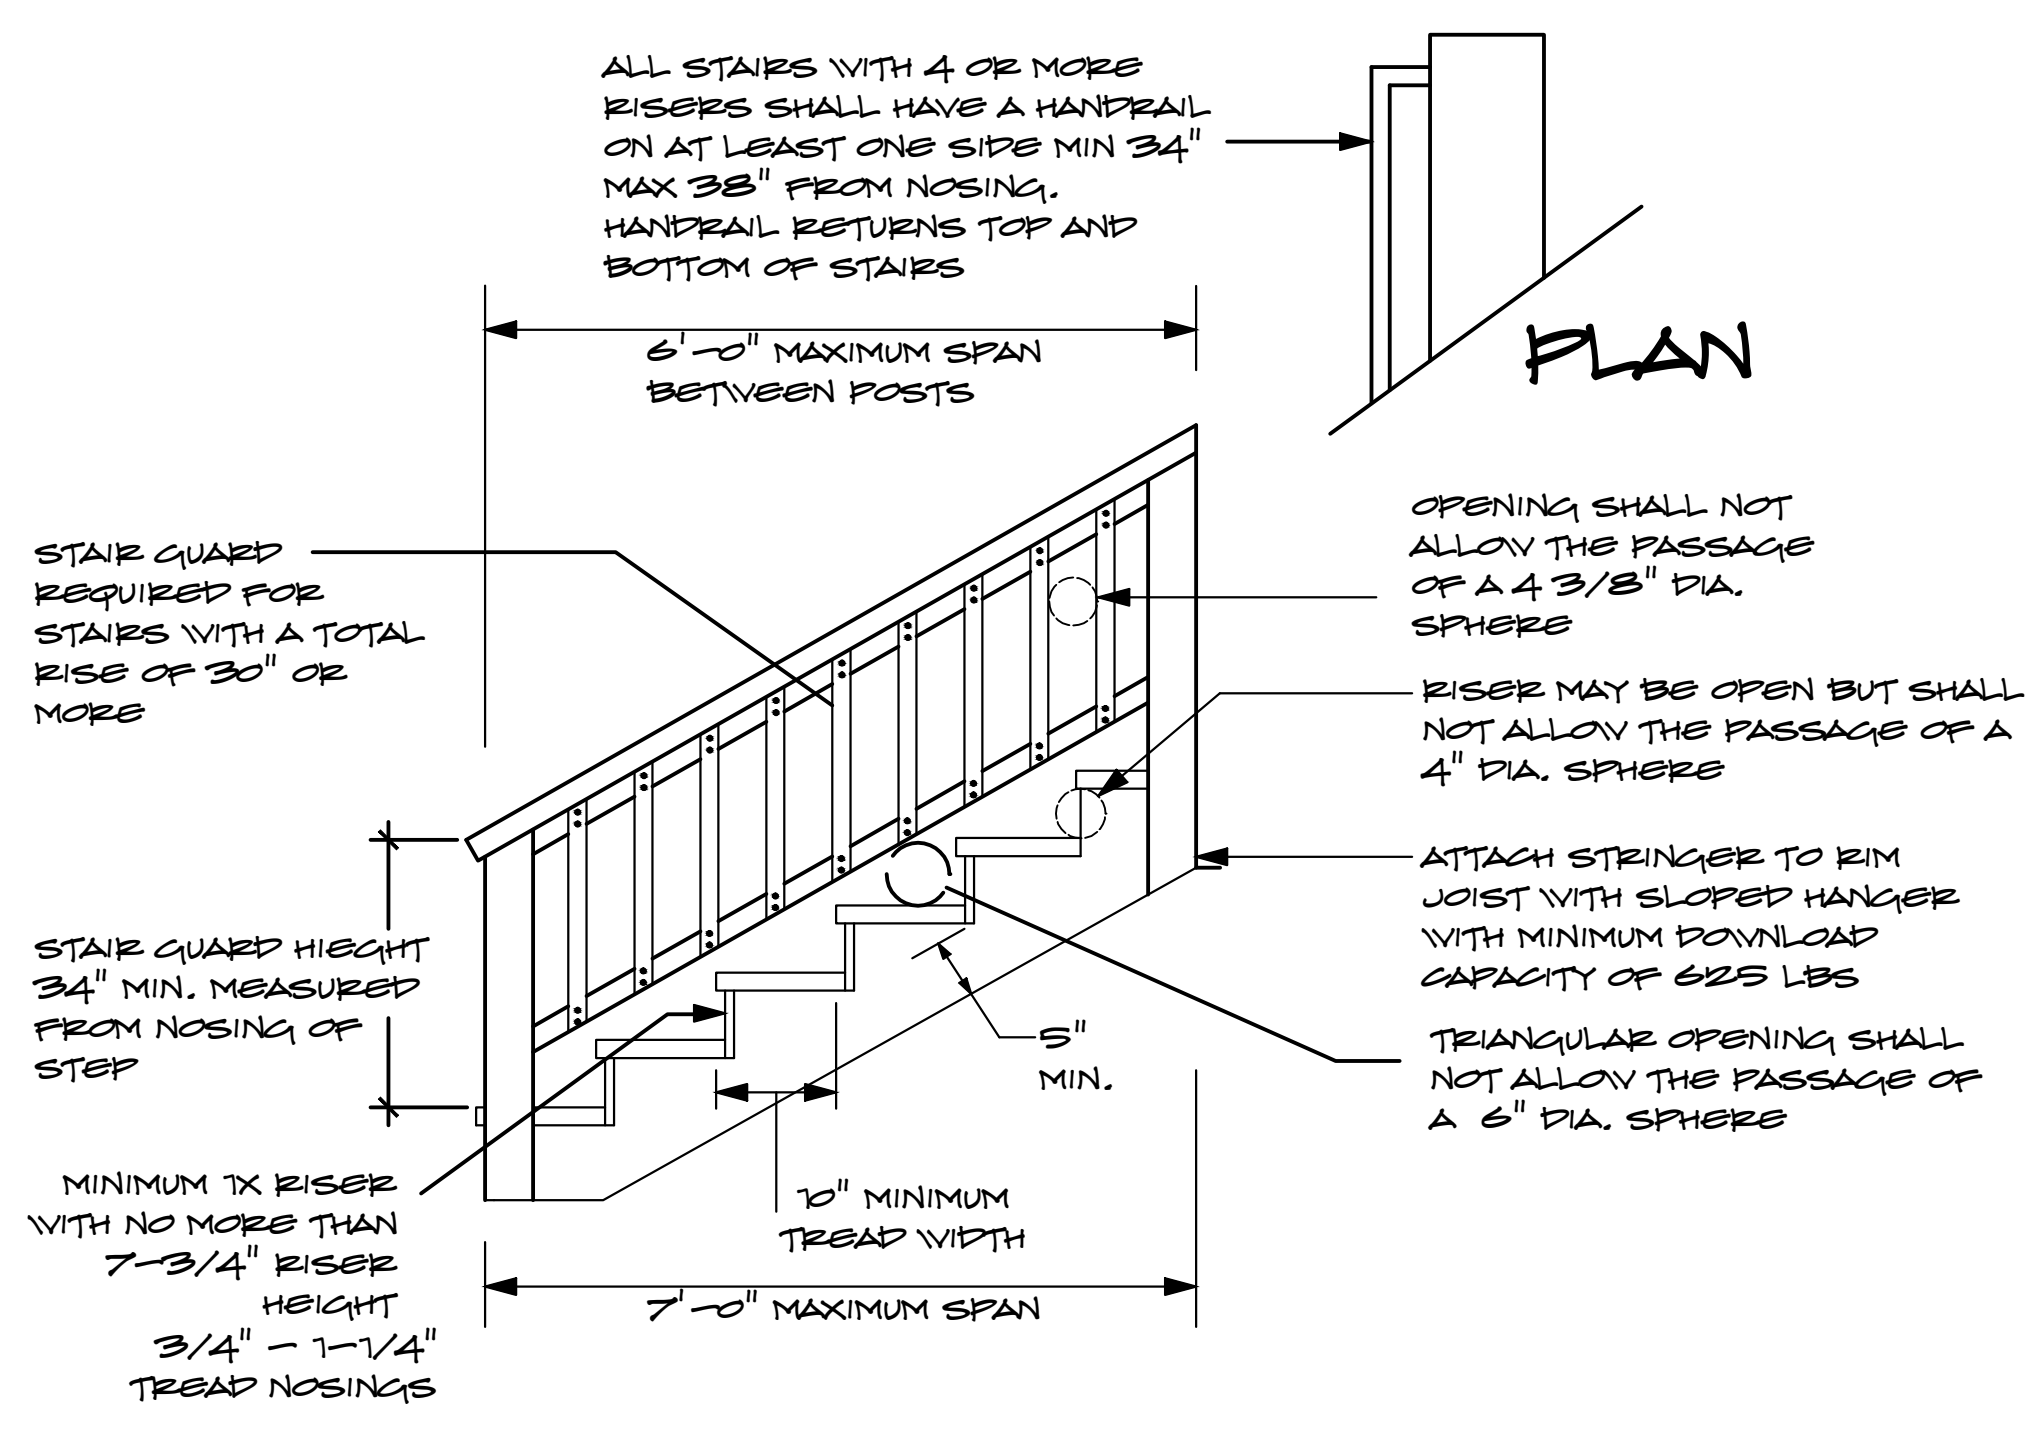 ALL STAIRS WITH 4 OR MORE
RISERS SHALL HAVE A HANDRAIL
ON AT LEAST ONE SIDE MIN 34"
MAX 38" FROM NOSING.
HANDRAIL RETURNS TOP AND
BOTTOM OF STAIRS
PLAN
6'-0" MAXIMUM SPAN
BETWEEN POSTS
STAIR GUARD
REQUIRED FOR
STAIRS WITH A TOTAL
RISE OF 30" OR
MORE
OPENING SHALL NOT
ALLOW THE PASSAGE
OF A 4 3/8" DIA.
SPHERE
RISER MAY BE OPEN BUT SHALL
NOT ALLOW THE PASSAGE OF A
4" DIA. SPHERE
ATTACH STRINGER TO RIM
JOIST WITH SLOPED HANGER
WITH MINIMUM DOWNLOAD
CAPACITY OF 625 LBS
STAIR GUARD HIEGHT
34" MIN. MEASURED
FROM NOSING OF
STEP
5"
MIN.
TRIANGULAR OPENING SHALL
NOT ALLOW THE PASSAGE OF
A 6" DIA. SPHERE
MINIMUM 1X RISER
WITH NO MORE THAN
7-3/4" RISER
HEIGHT
3/4" - 1-1/4"
TREAD NOSINGS
10" MINIMUM
TREAD WIDTH
7'-0" MAXIMUM SPAN